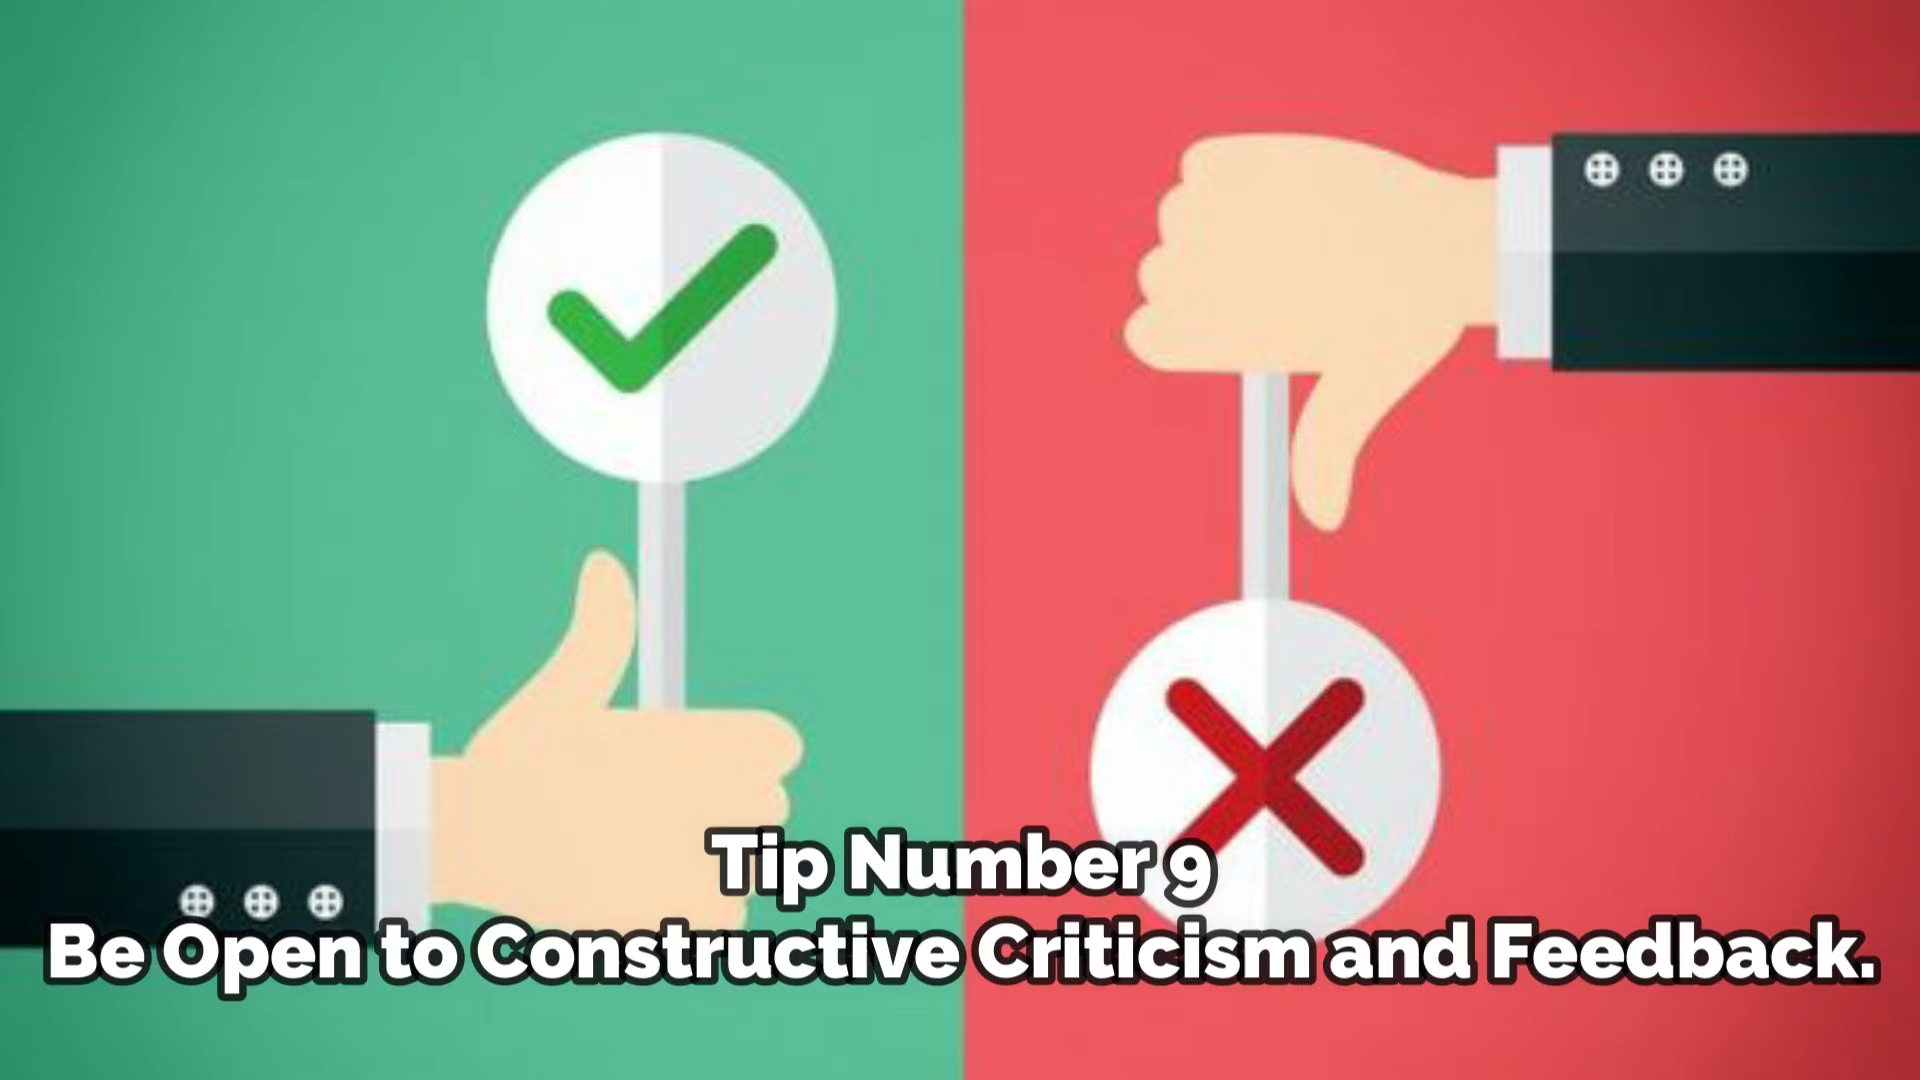 Tip Number 9
Be Open to Constructive Criticism and Feedback.